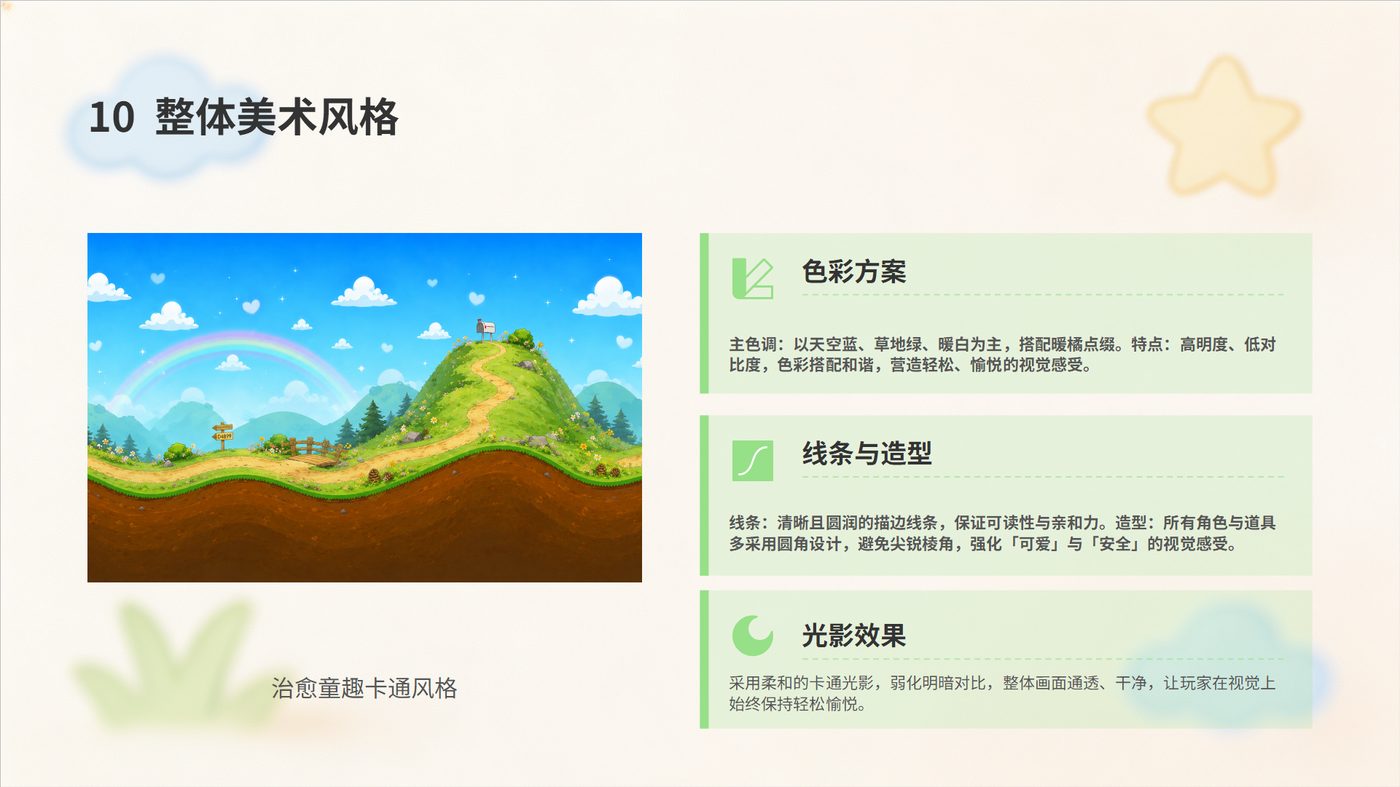 10 整体美术风格
色彩方案
主色调：以天空蓝、草地绿、暖白为主，搭配暖橘点缀。特点：高明度、低对
比度，色彩搭配和谐，营造轻松、愉悦的视觉感受。
线条与造型
线条：清晰且圆润的描边线条，保证可读性与亲和力。造型：所有角色与道具
多采用圆角设计，避免尖锐棱角，强化「可爱」与「安全」的视觉感受。
光影效果
采用柔和的卡通光影，弱化明暗对比，整体画面通透、干净，让玩家在视觉上
始终保持轻松愉悦。
治愈童趣卡通风格